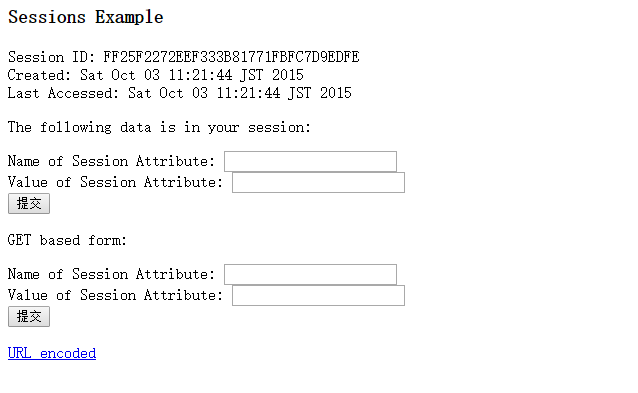 Sessions Example
Session ID: FF25F2272EEF333B81771FBFC7D9EDFE
Created: Sat Oct 03 11:21:44 JST 2015
Last Accessed: Sat Oct 03 11:21:44 JST 2015
The following data is in your session:
Name of Session Attribute:
Value of Session Attribute:
提交
GET based form:
Name of Session Attribute:
Value of Session Attribute:
提交
URL encoded